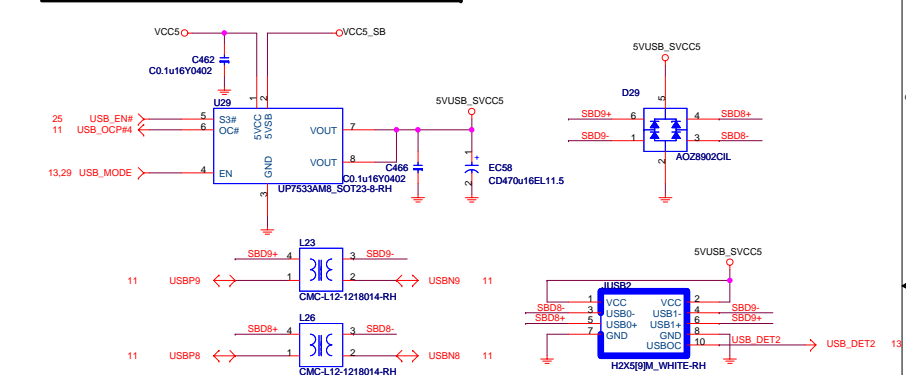 VCC5
VCC5_SB
C462
C0.1u16Y0402
U29
1
2
25 USB_EN# 5 S3#
11 USB_OCP#4 6 OC#
5VCC
5VSB
VOUT 7
VOUT 8
13,29 USB_MODE 4 EN
GND
3
UP7533AM8_SOT23-8-RH
5VUSB_SVCC5
C466
C0.1u16Y0402
1
+
2
EC58
CD470u16EL11.5
5VUSB_SVCC5
D29
5
SBD9+ 6 4 SBD8+
SBD9- 1 3 SBD8-
2
AOZ8902CIL
L23
SBD9+ 4 3 SBD9-
11 USBP9 1 2 USBN9 11
CMC-L12-1218014-RH
L26
SBD8+ 4 3 SBD8-
11 USBP8 1 2 USBN8 11
CMC-L12-1218014-RH
5VUSB_SVCC5
JUSB2
1 VCC VCC 2
SBD8- 3 USB0- USB1- 4 SBD9-
SBD8+ 5 USB0+ USB1+ 6 SBD9+
7 GND GND 8
USBOC 10 USB_DET2 USB_DET2 13
H2X5[9]M_WHITE-RH